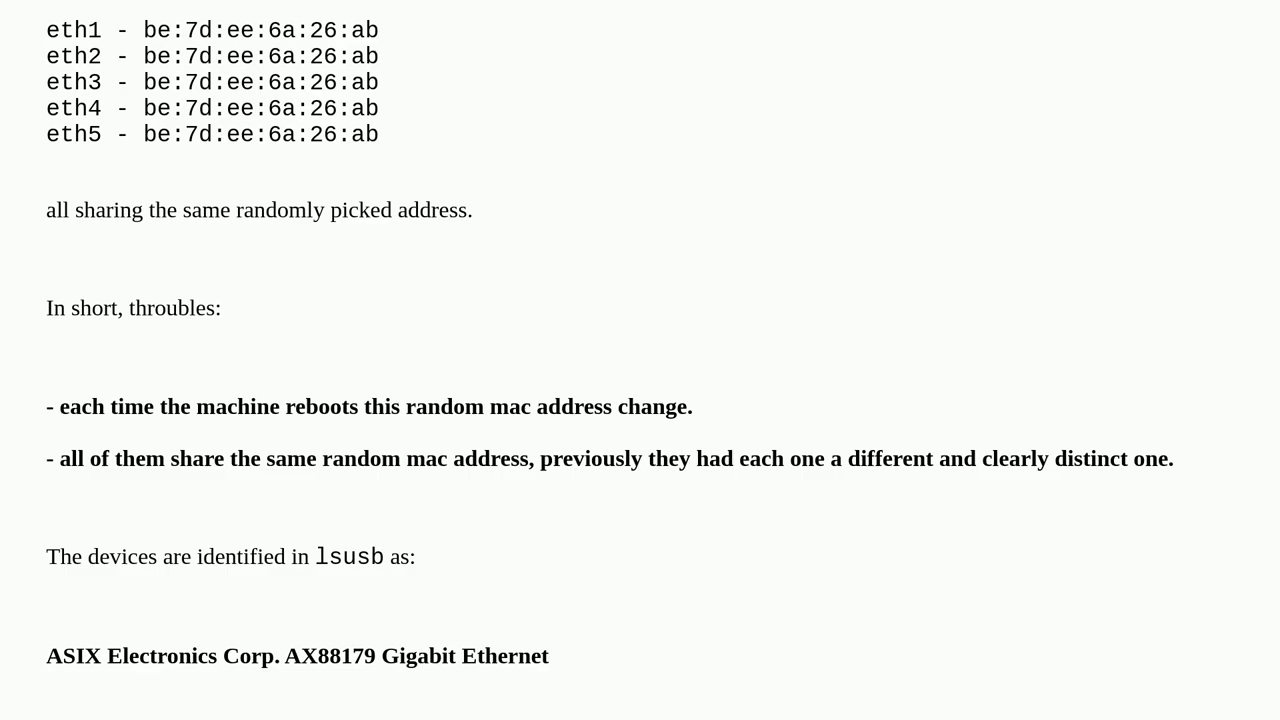 eth1 - be:7d:ee:6a:26:ab
eth2 - be:7d:ee:6a:26:ab
eth3 - be:7d:ee:6a:26:ab
eth4 - be:7d:ee:6a:26:ab
eth5 - be:7d:ee:6a:26:ab
all sharing the same randomly picked address.
In short, throubles:
- each time the machine reboots this random mac address change.
- all of them share the same random mac address, previously they had each one a different and clearly distinct one.
The devices are identified in lsusb as:
ASIX Electronics Corp. AX88179 Gigabit Ethernet